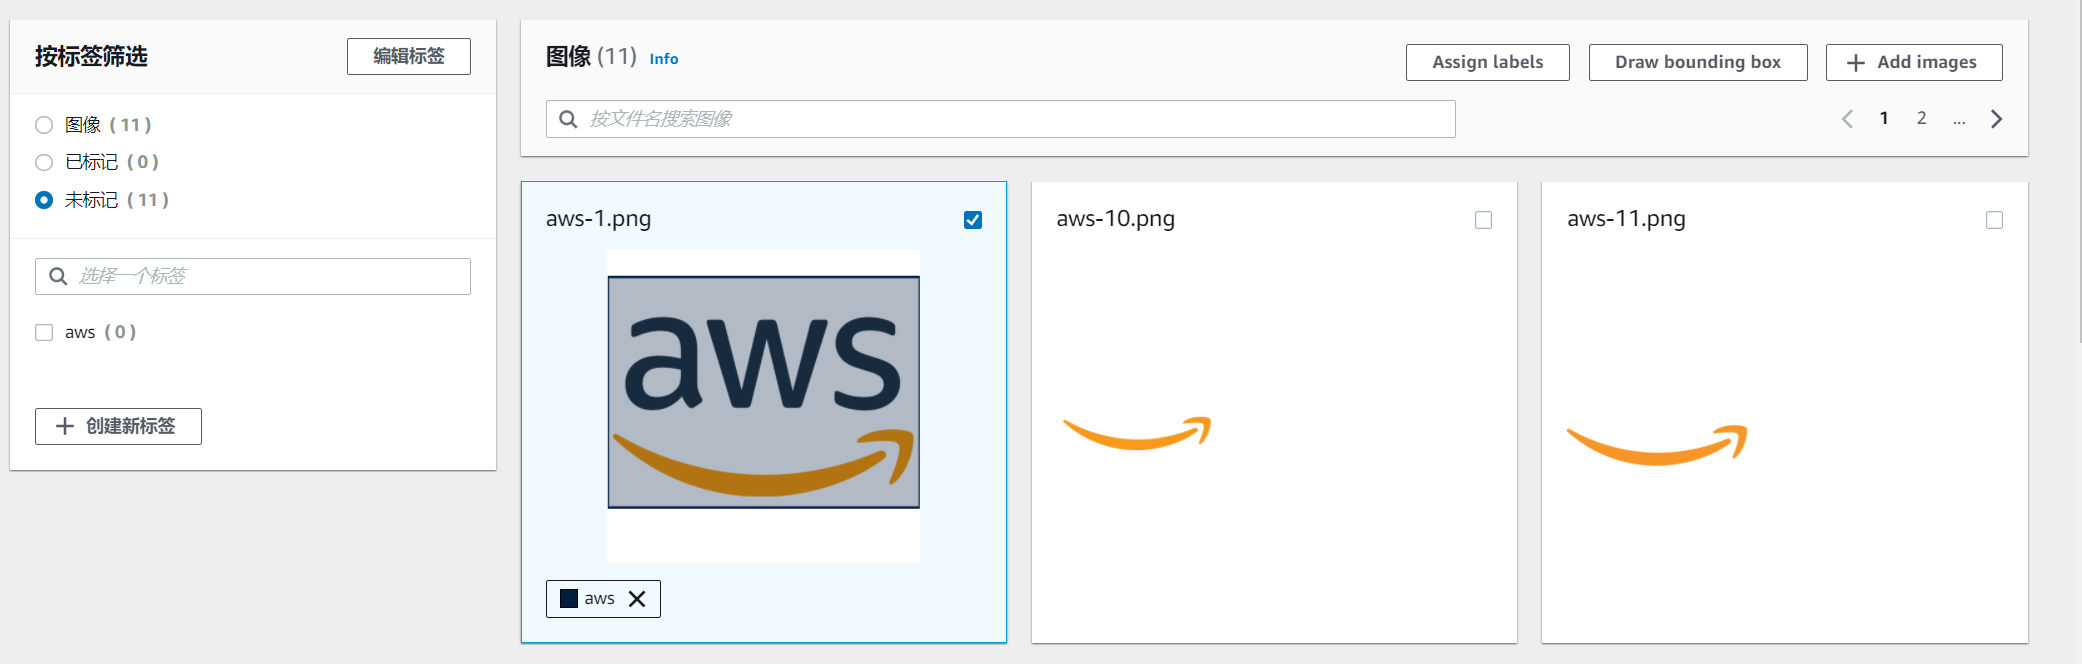 按标签筛选
编辑标签
图像 ( 11 )
已标记 ( 0 )
未标记 ( 11 )
选择一个标签
aws ( 0 )
+ 创建新标签
图像 (11) Info
Assign labels
Draw bounding box
+ Add images
按文件名搜索图像
< 1 2 ... >
aws-1.png
aws
aws
aws-10.png
aws-11.png